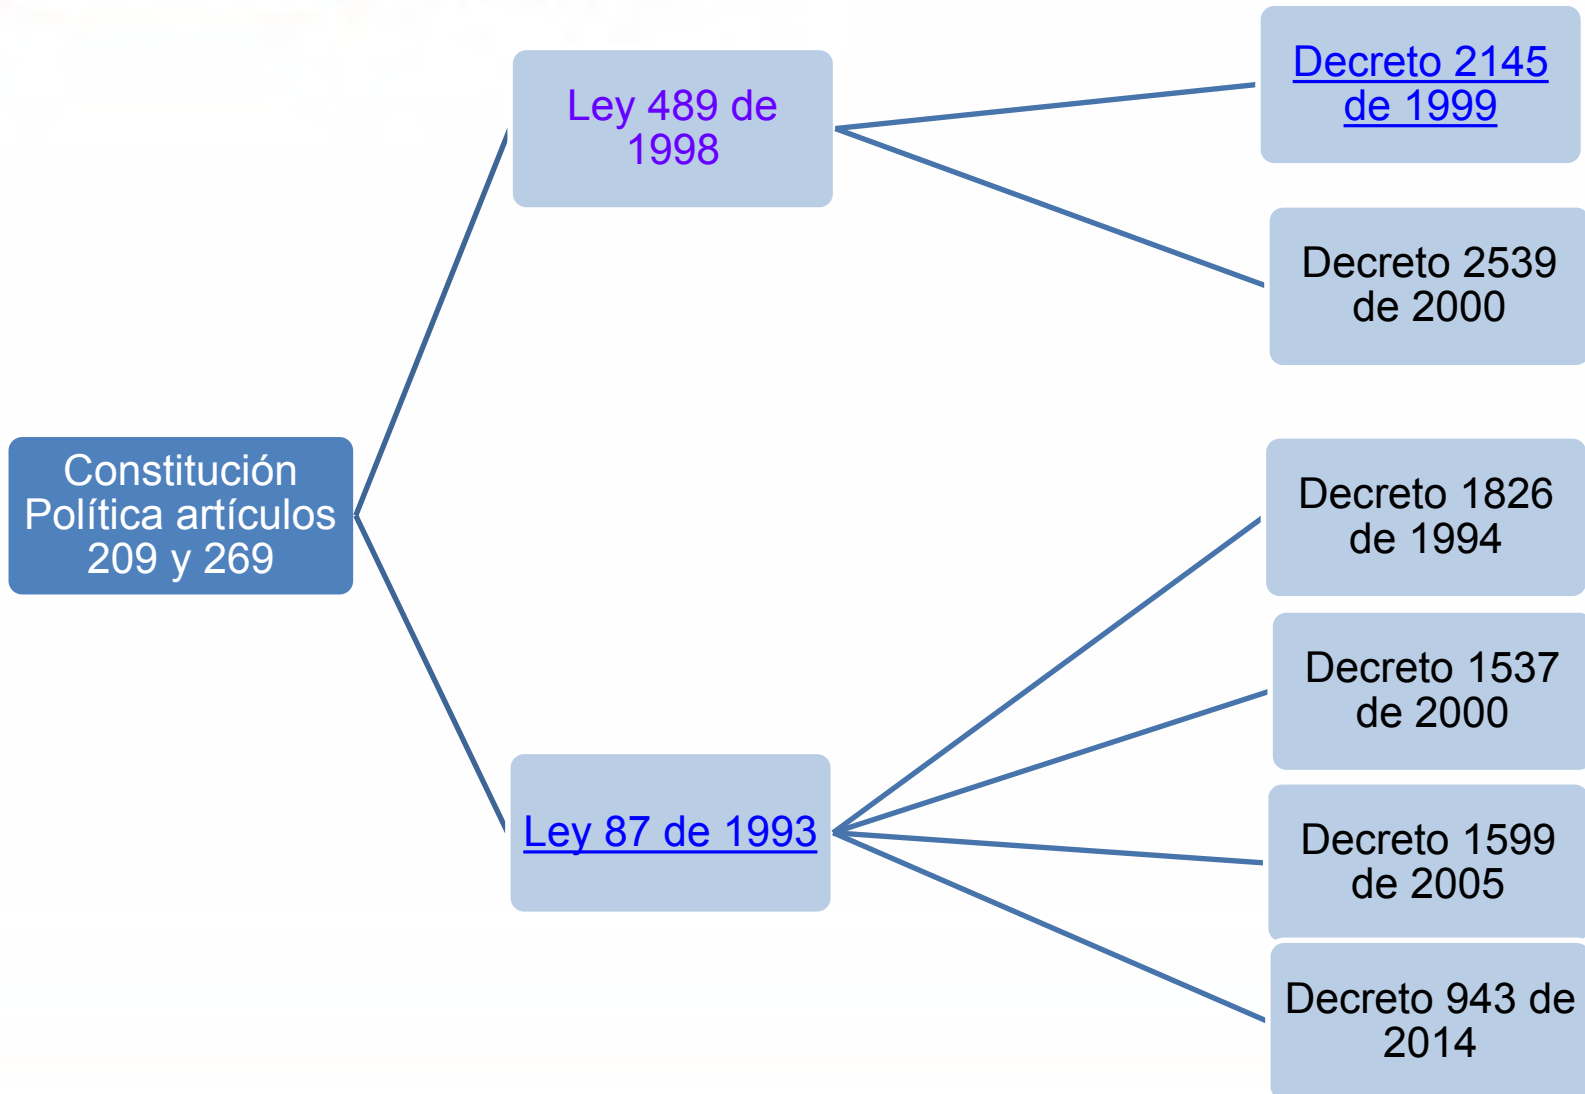 Constitución
Política artículos
209 y 269
Ley 489 de
1998
Decreto 2145
de 1999
Decreto 2539
de 2000
Ley 87 de 1993
Decreto 1826
de 1994
Decreto 1537
de 2000
Decreto 1599
de 2005
Decreto 943 de
2014